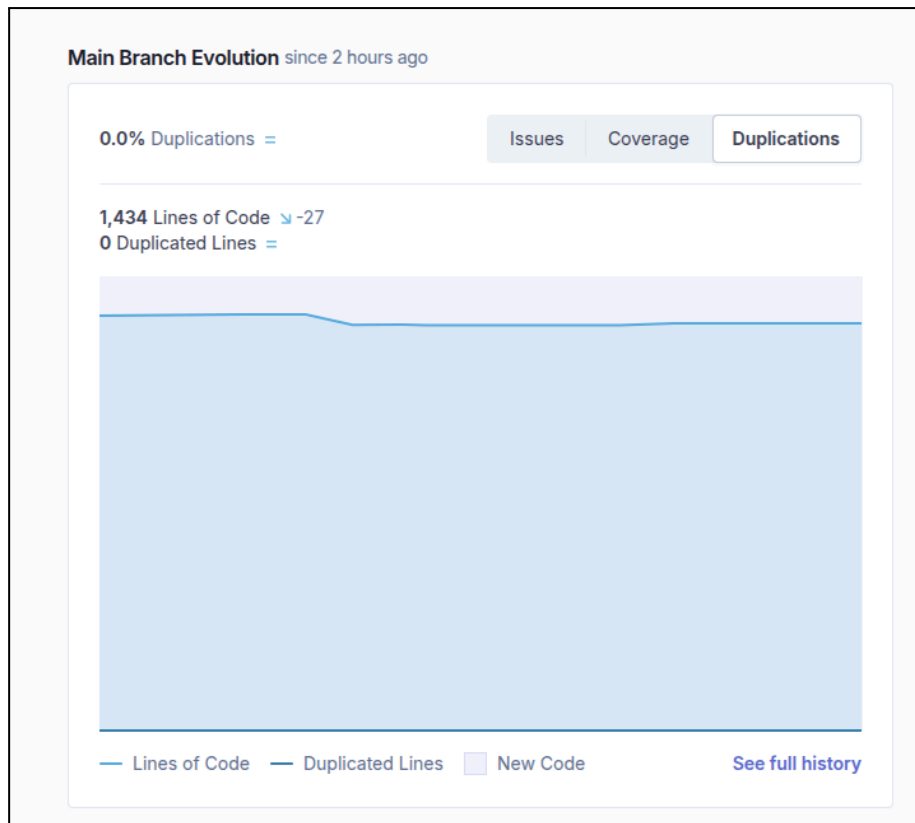 Main Branch Evolution since 2 hours ago
0.0% Duplications =
Issues Coverage Duplications
1,434 Lines of Code ↘ -27
0 Duplicated Lines =
Lines of Code Duplicated Lines New Code See full history